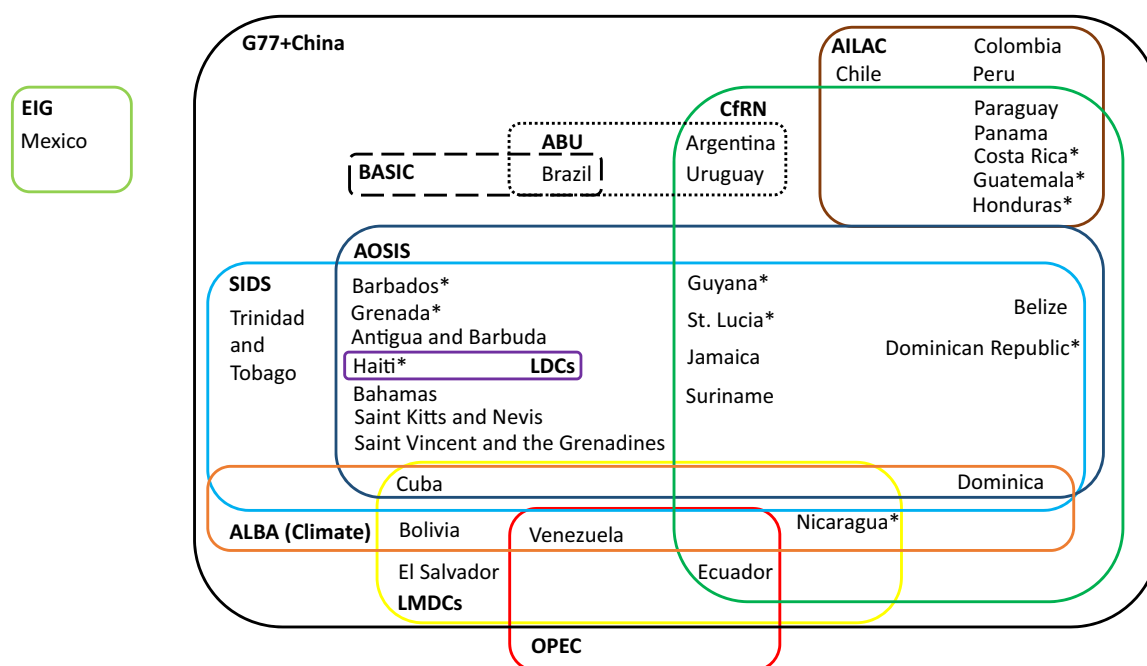 G77+China
AILAC
Colombia
Chile
Peru
EIG
Mexico
CfRN
Paraguay
Panama
Costa Rica*
Guatemala*
Honduras*
ABU
Argentina
BASIC
Brazil
Uruguay
AOSIS
SIDS
Barbados*
Guyana*
Trinidad
and
Tobago
Grenada*
St. Lucia*
Belize
Antigua and Barbuda
Jamaica
Dominican Republic*
Haiti*
LDCs
Bahamas
Suriname
Saint Kitts and Nevis
Saint Vincent and the Grenadines
Cuba
Dominica
ALBA (Climate)
Bolivia
Venezuela
Nicaragua*
El Salvador
Ecuador
LMDCs
OPEC